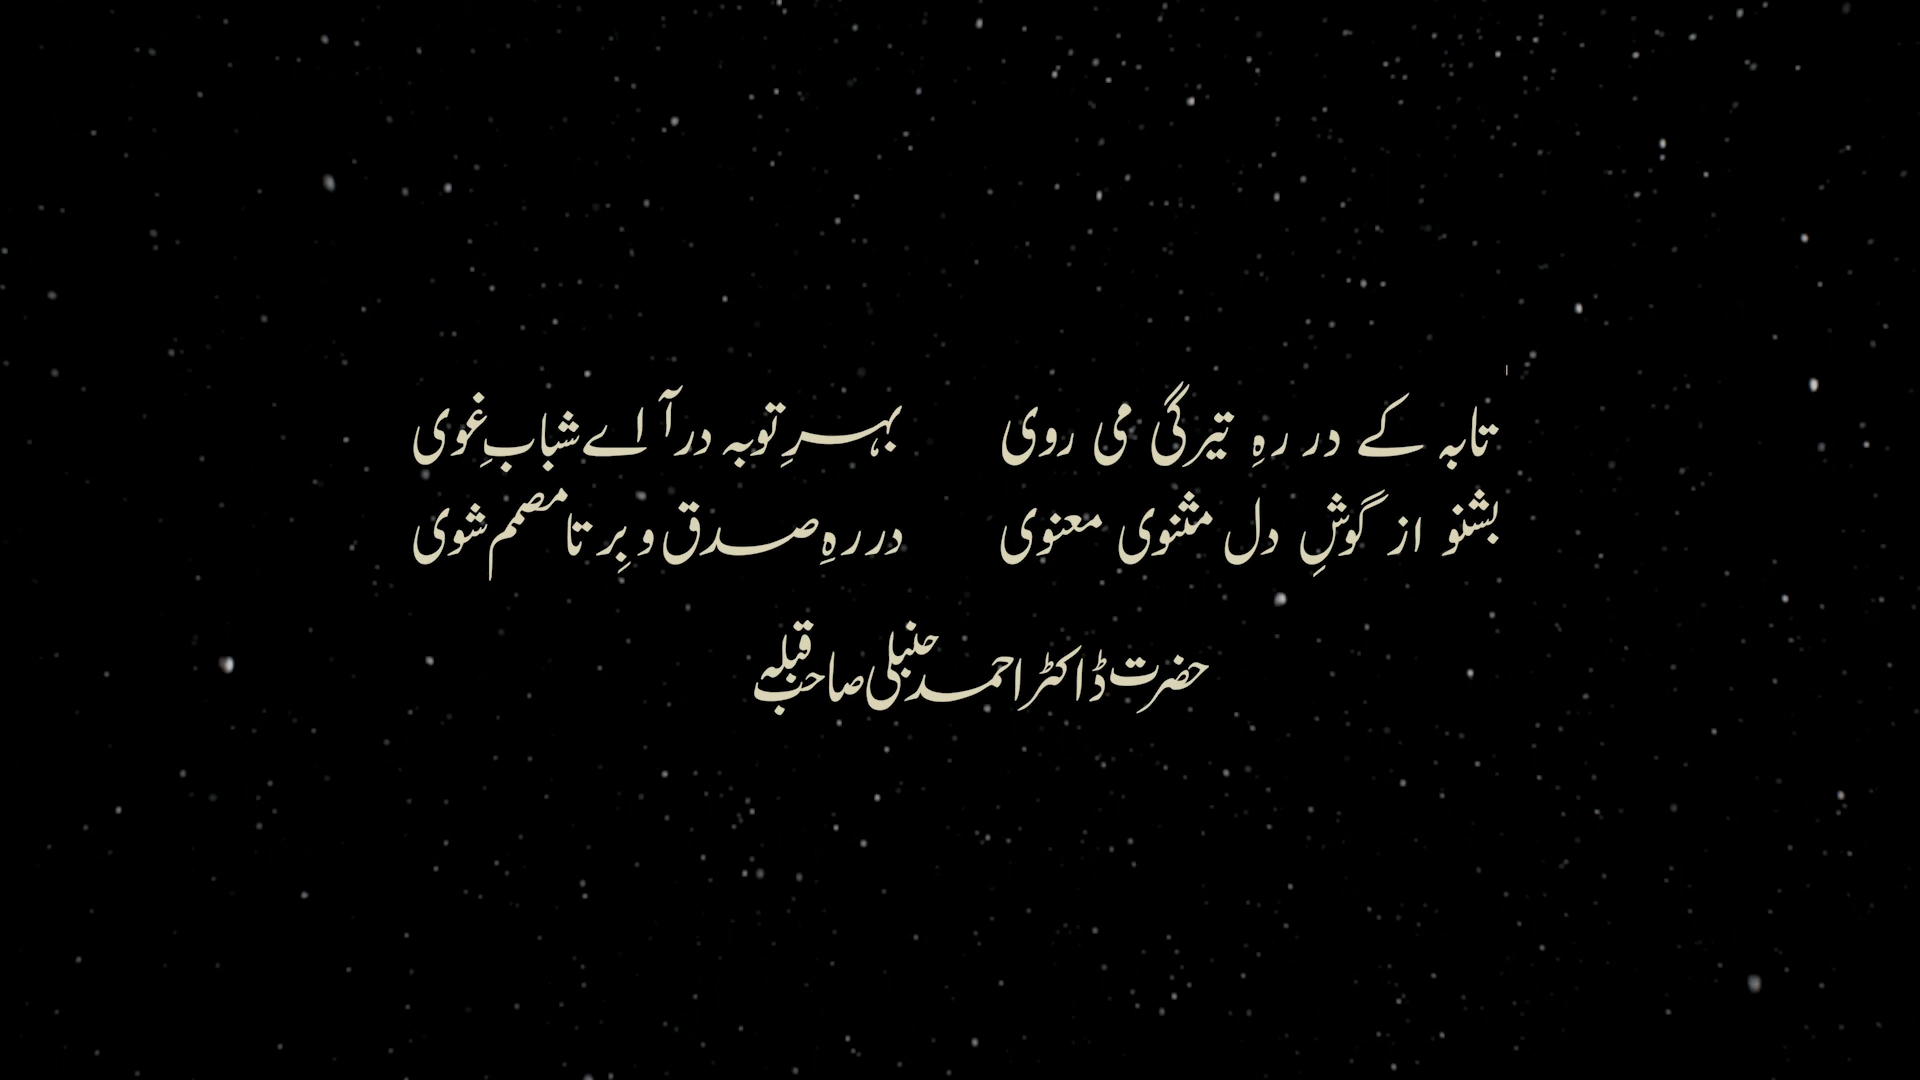 تابہ کے در رہِ تیرگی می روی بہرِ توبہ درآ اے شبابِ غوی
بشنو از گوشِ دل مثنوی معنوی در رہِ صدق و بِر تا مصمم شوی
حضرت ڈاکٹر احمد حنبلی صاحب قبلہ